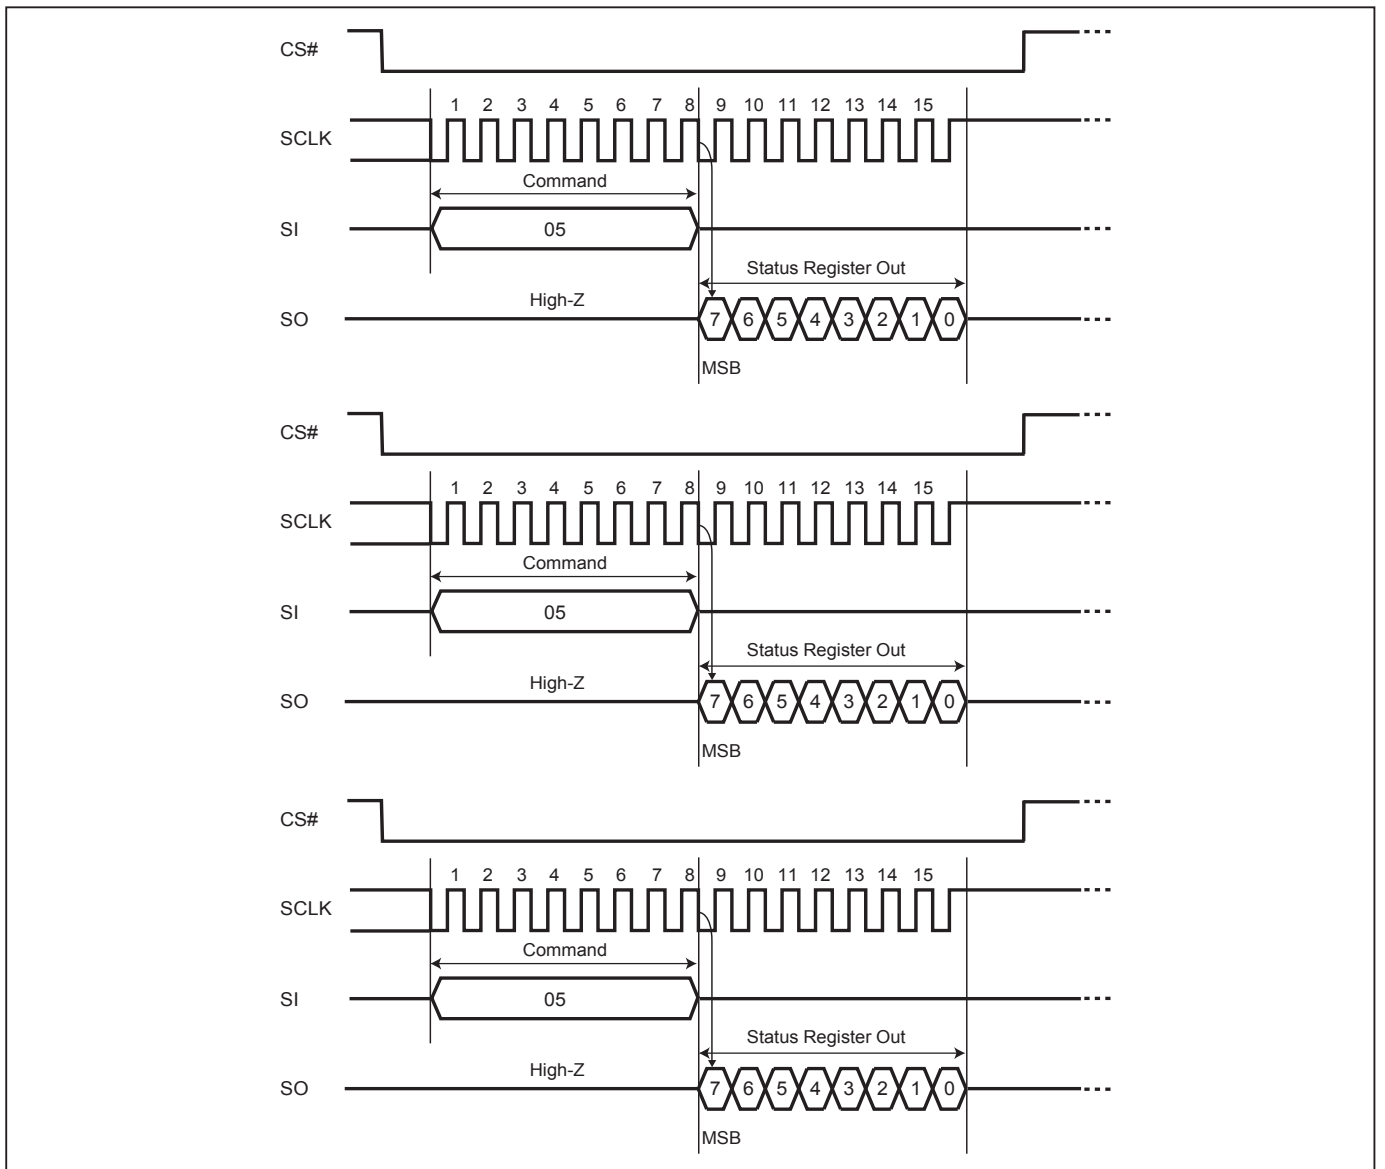 CS#
1 2 3 4 5 6 7 8 9 10 11 12 13 14 15
SCLK
Command
SI 05
Status Register Out
High-Z
SO 7 6 5 4 3 2 1 0
MSB
CS#
1 2 3 4 5 6 7 8 9 10 11 12 13 14 15
SCLK
Command
SI 05
Status Register Out
High-Z
SO 7 6 5 4 3 2 1 0
MSB
CS#
1 2 3 4 5 6 7 8 9 10 11 12 13 14 15
SCLK
Command
SI 05
Status Register Out
High-Z
SO 7 6 5 4 3 2 1 0
MSB